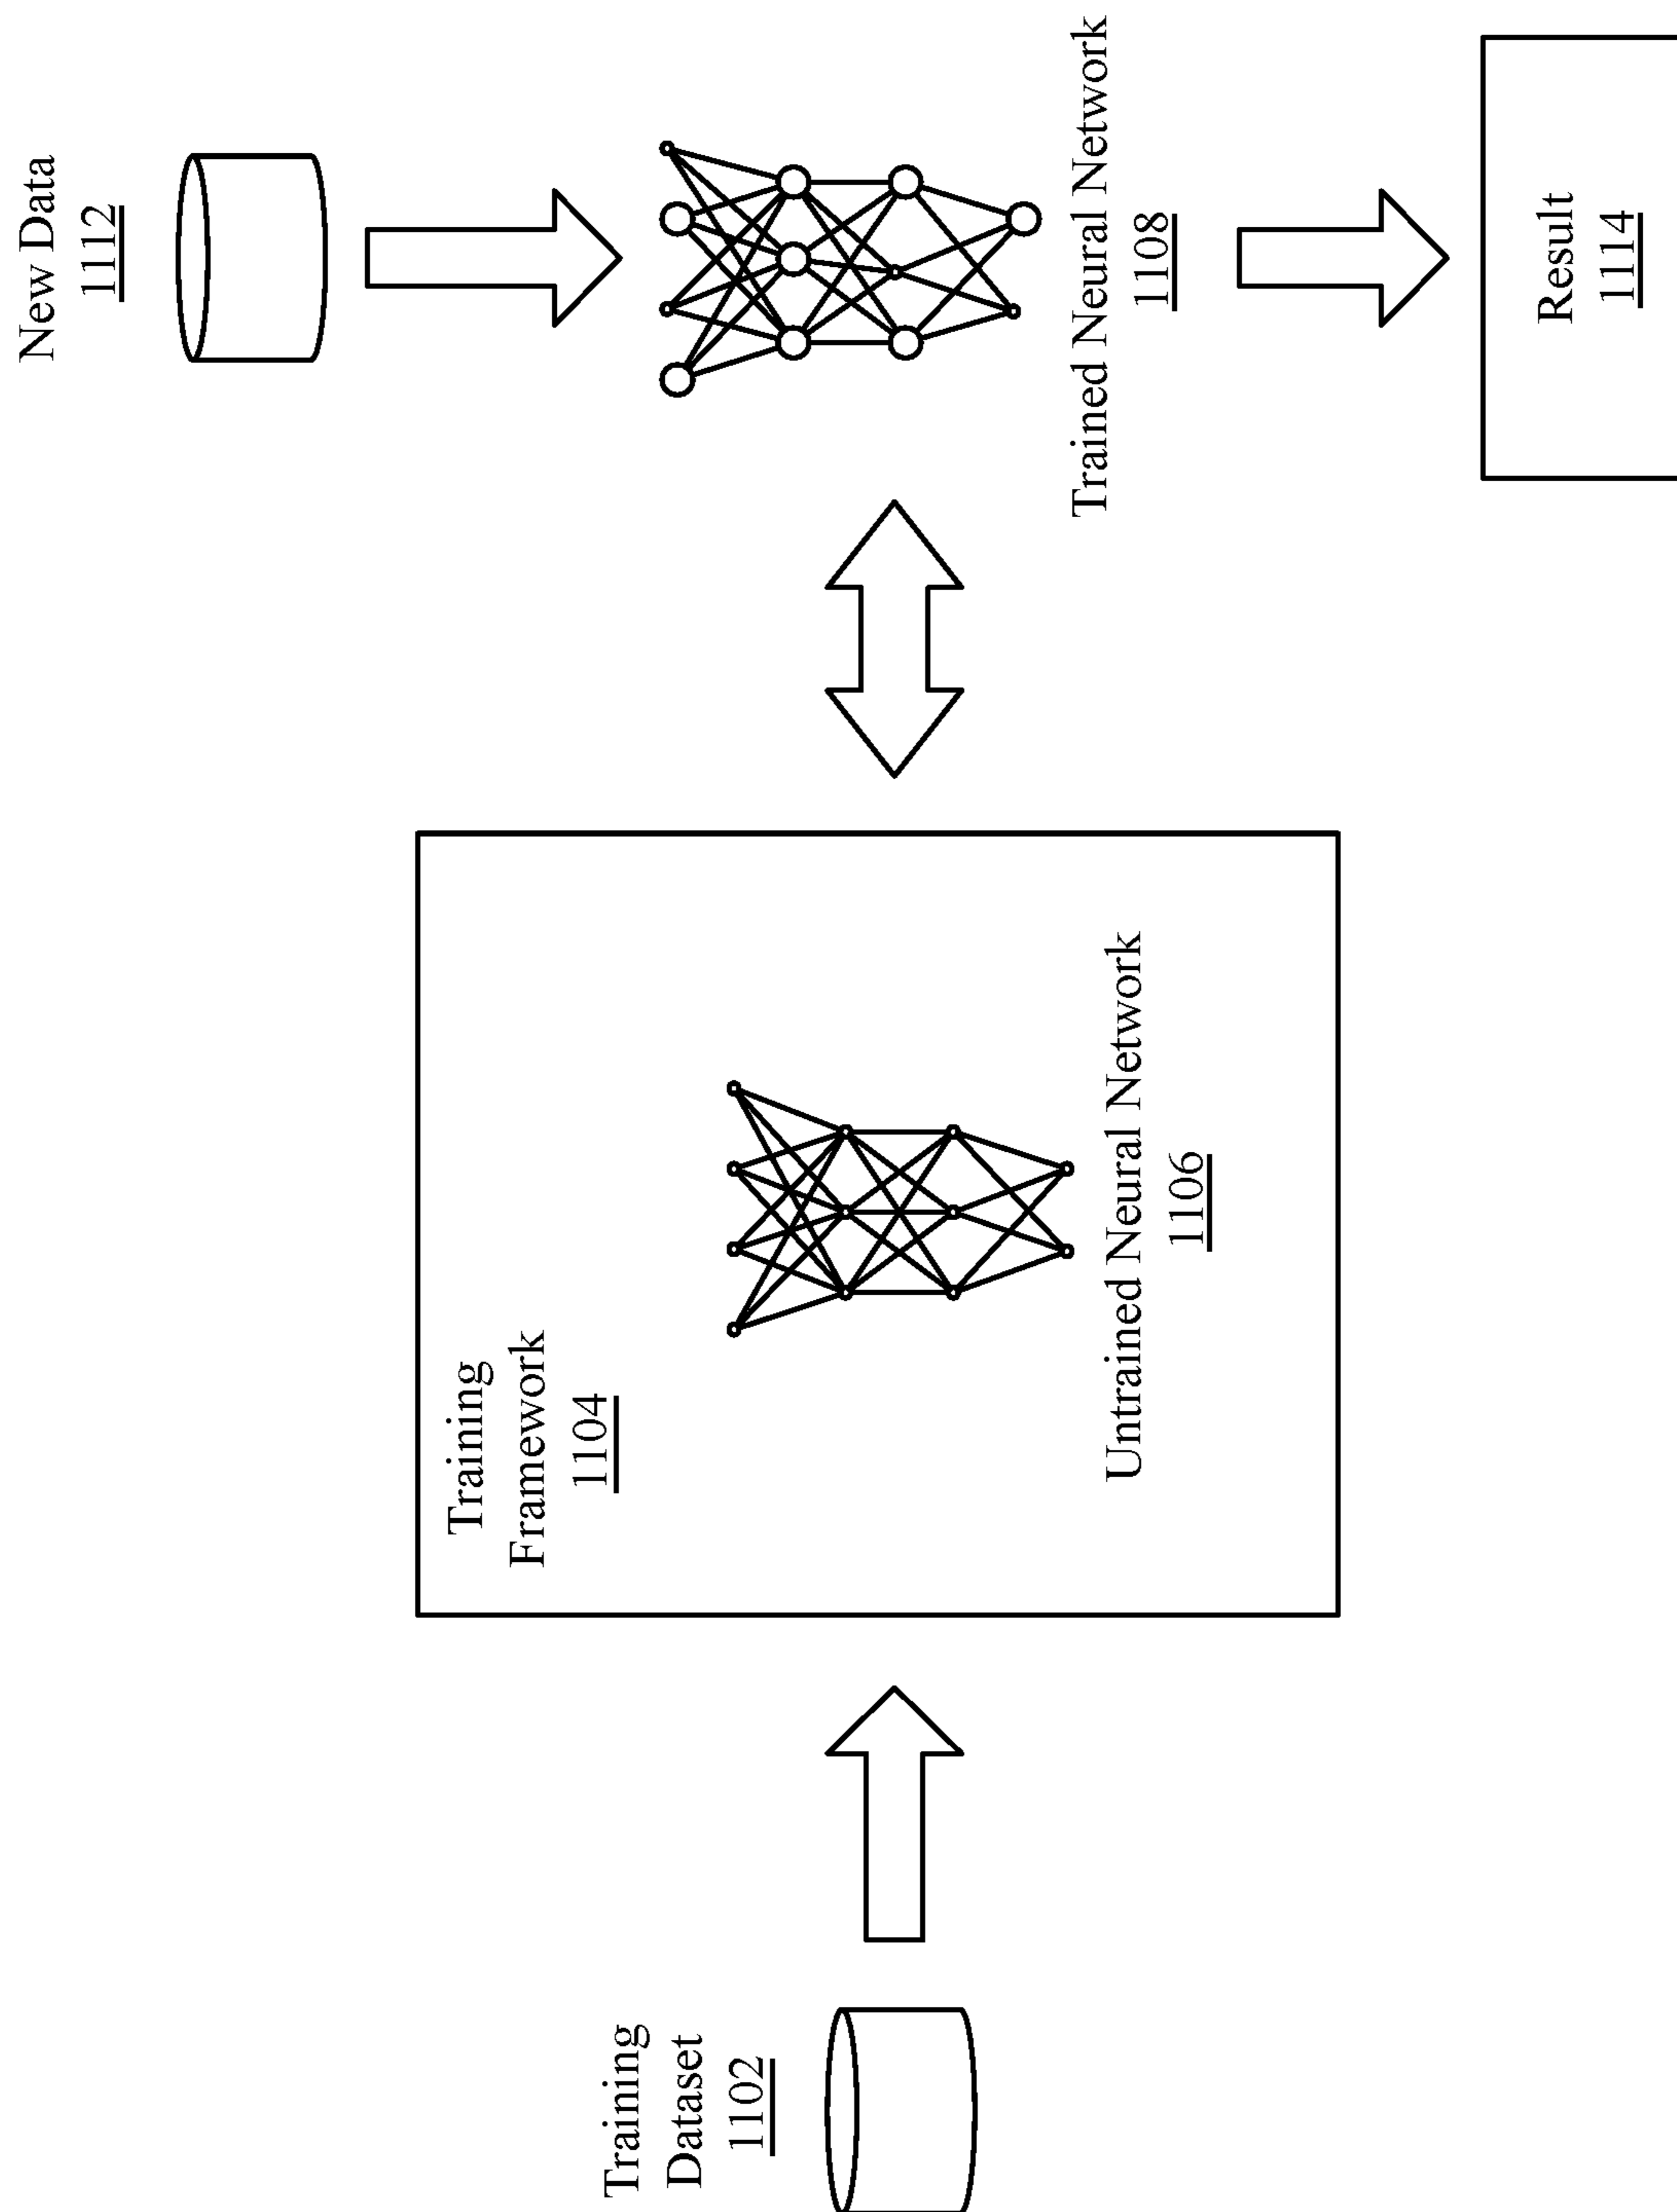 Training
Dataset
1102
Training
Framework
1104
Untrained Neural Network
1106
New Data
1112
Trained Neural Network
1108
Result
1114